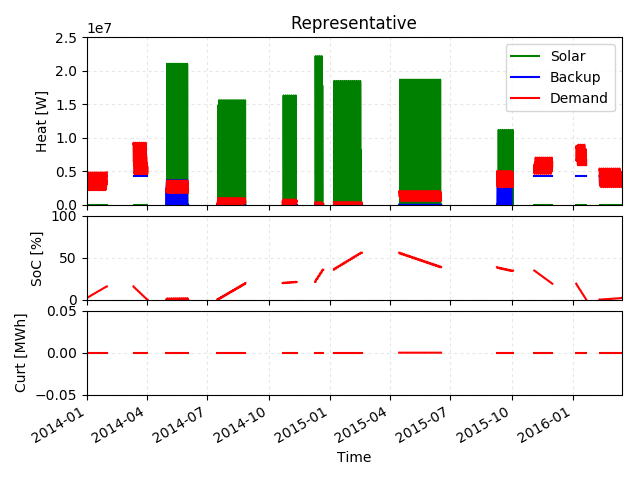 Representative
1e7
2.5
2.0
1.5
1.0
0.5
0.0
Heat [W]
Solar
Backup
Demand
100
50
0
SoC [%]
0.05
0.00
−0.05
Curt [MWh]
2014-01 2014-04 2014-07 2014-10 2015-01 2015-04 2015-07 2015-10 2016-01
Time